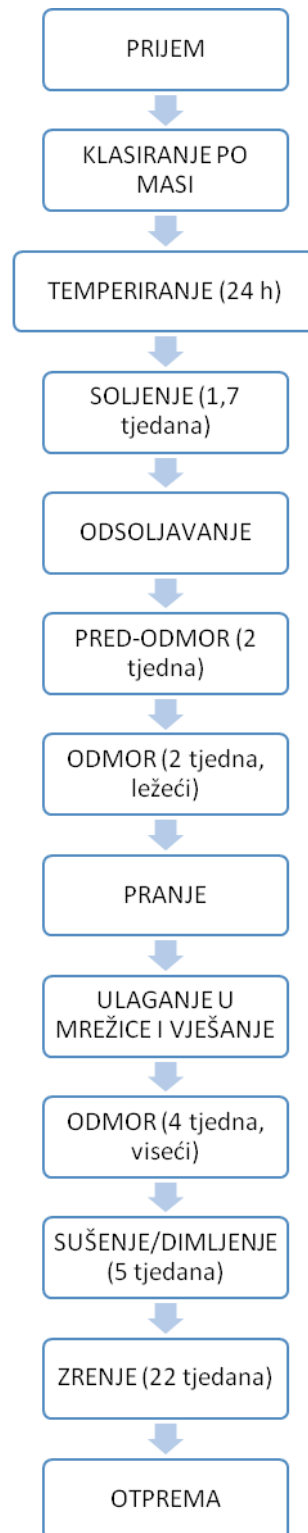 PRIJEM
KLASIRANJE PO
MASI
TEMPERIRANJE (24 h)
SOLJENJE (1,7
tjedana)
ODSOLJAVANJE
PRED-ODMOR (2
tjedna)
ODMOR (2 tjedna,
ležeći)
PRANJE
ULAGANJE U
MREŽICE I VJEŠANJE
ODMOR (4 tjedna,
viseći)
SUŠENJE/DIMLJENJE
(5 tjedana)
ZRENJE (22 tjedana)
OTPREMA